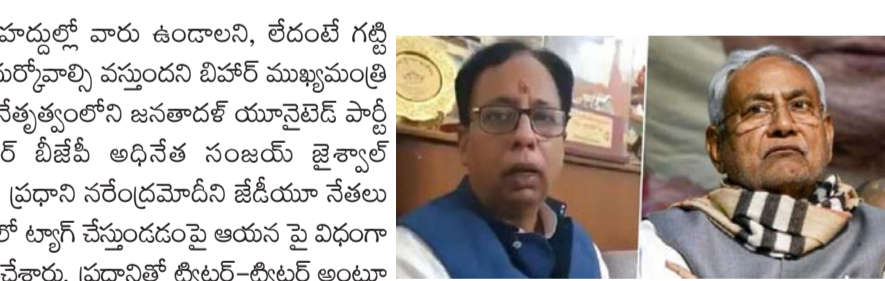 హద్దుల్లో వారు ఉండాలని, లేదంటే గట్టి
దుర్కోవాల్సి వస్తుందని బిహార్ ముఖ్యమంత్రి
నేతృత్వంలోని జనతాదళ్ యూనైటెడ్ పార్టీ
ర్ బీజేపీ అధినేత సంజయ్ జైశ్వాల్
ప్రధాని నరేంద్రమోదీని జేడీయూ నేతలు
లో ట్యాగ్ చేస్తుండడంపై ఆయన పై విధంగా
చేశారు. ప్రధానితో ట్విటర్-ట్విటర్ అంటూ